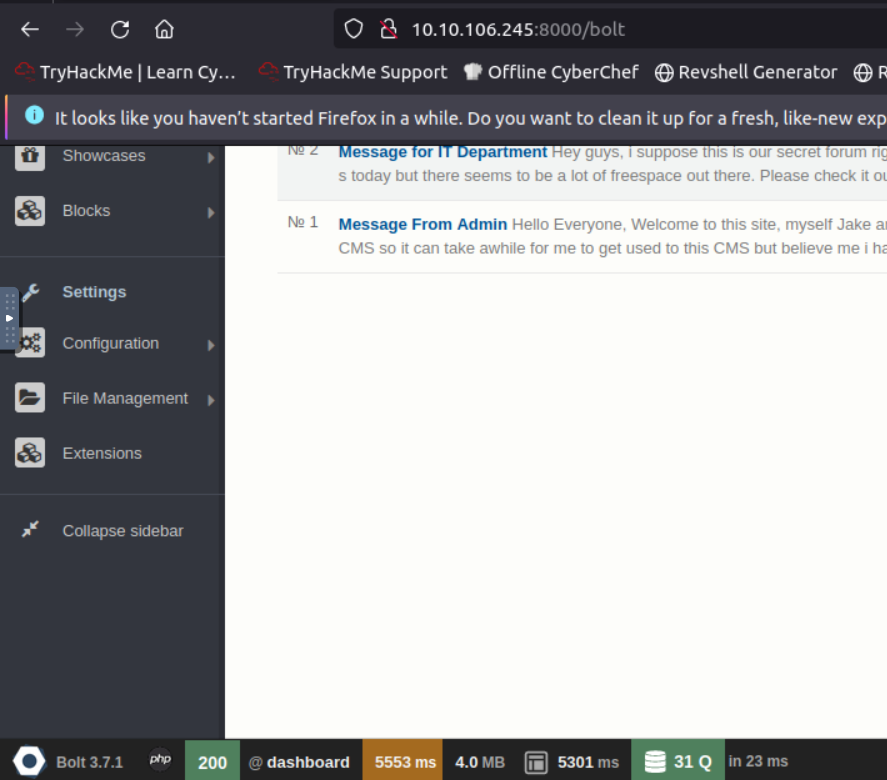 10.10.106.245:8000/bolt
TryHackMe | Learn Cy... TryHackMe Support Offline CyberChef Revshell Generator R
It looks like you haven't started Firefox in a while. Do you want to clean it up for a fresh, like-new exp
Showcases
Blocks
Settings
Configuration
File Management
Extensions
Collapse sidebar
№ 2 Message for IT Department Hey guys, i suppose this is our secret forum rig
s today but there seems to be a lot of freespace out there. Please check it ou
№ 1 Message From Admin Hello Everyone, Welcome to this site, myself Jake a
CMS so it can take awhile for me to get used to this CMS but believe me i ha
Bolt 3.7.1 php 200 @ dashboard 5553 ms 4.0 MB 5301 ms 31 Q in 23 ms